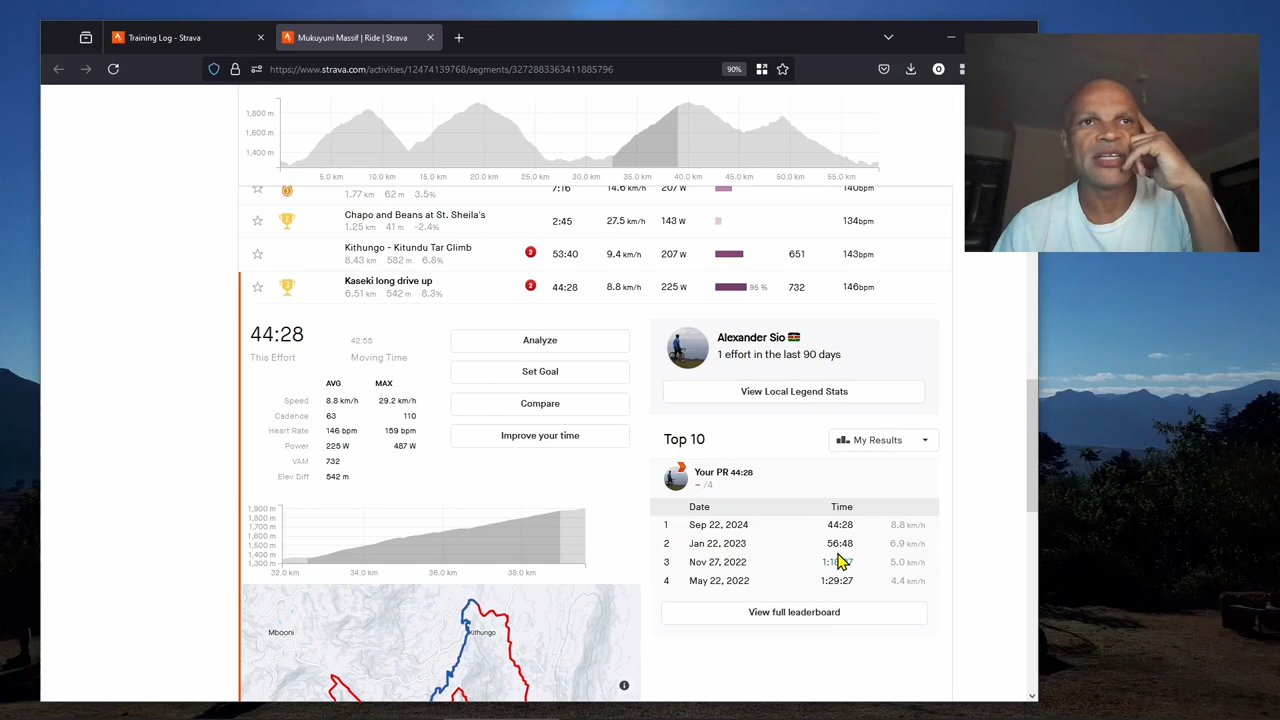 Training Log - Strava
Mukuyuni Massif | Ride | Strava
https://www.strava.com/activities/12474139768/segments/3272883363411885796
90%
1,800 m
1,600 m
1,400 m
5.0 km 10.0 km 15.0 km 20.0 km 25.0 km 30.0 km 35.0 km 40.0 km 45.0 km 50.0 km 55.0 km
7:16 14.6 km/h 207 W 140bpm
1.77 km 62 m 3.5%
Chapo and Beans at St. Sheila's
2 2:45 27.5 km/h 143 W 134bpm
1.25 km 41 m -2.4%
Kithungo - Kitundu Tar Climb
2 53:40 9.4 km/h 207 W 651 143bpm
8.43 km 582 m 6.8%
Kaseki long drive up
3 2 44:28 8.8 km/h 225 W 95 % 732 146bpm
6.51 km 542 m 8.3%
44:28
This Effort
42:55
Moving Time
AVG MAX
Speed 8.8 km/h 29.2 km/h
Cadence 63 110
Heart Rate 146 bpm 159 bpm
Power 225 W 487 W
VAM 732
Elev Diff 542 m
Analyze
Set Goal
Compare
Improve your time
Alexander Sio
1 effort in the last 90 days
View Local Legend Stats
Top 10
My Results
Your PR 44:28
– /4
Date Time
1 Sep 22, 2024 44:28 8.8 km/h
2 Jan 22, 2023 56:48 6.9 km/h
3 Nov 27, 2022 5.0 km/h
4 May 22, 2022 1:29:27 4.4 km/h
View full leaderboard
1,900 m
1,800 m
1,700 m
1,600 m
1,500 m
1,400 m
1,300 m
32.0 km 34.0 km 36.0 km 38.0 km
Mbooni
Kithungo